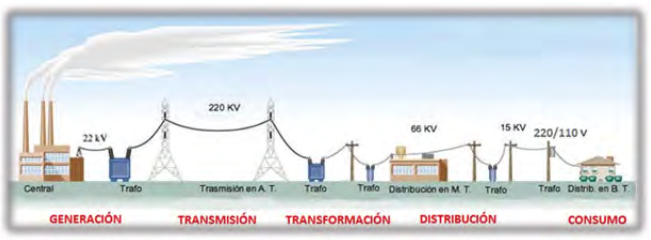 22 kV
220 KV
66 KV
15 KV
220/110 V
Central
Trafo
Trasmisión en A. T.
Trafo
Trafo
Distribución en M. T.
Trafo
Trafo
Distrib. en B. T.
GENERACIÓN
TRANSMISIÓN
TRANSFORMACIÓN
DISTRIBUCIÓN
CONSUMO